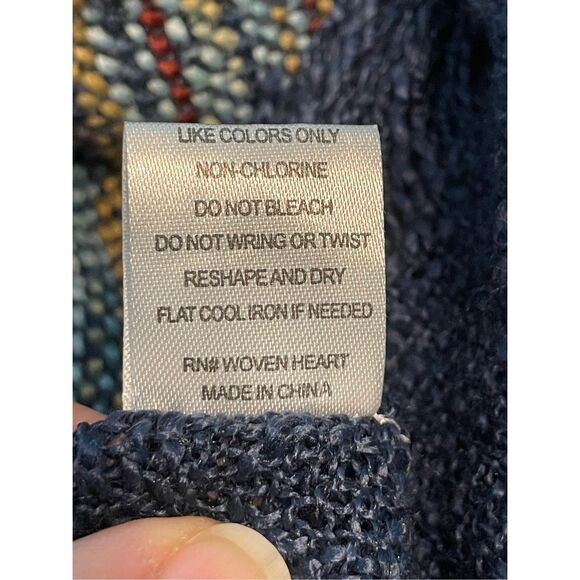 LIKE COLORS ONLY
NON-CHLORINE
DO NOT BLEACH
DO NOT WRING OR TWIST
RESHAPE AND DRY
FLAT COOL IRON IF NEEDED
RN# WOVEN HEART
MADE IN CHINA